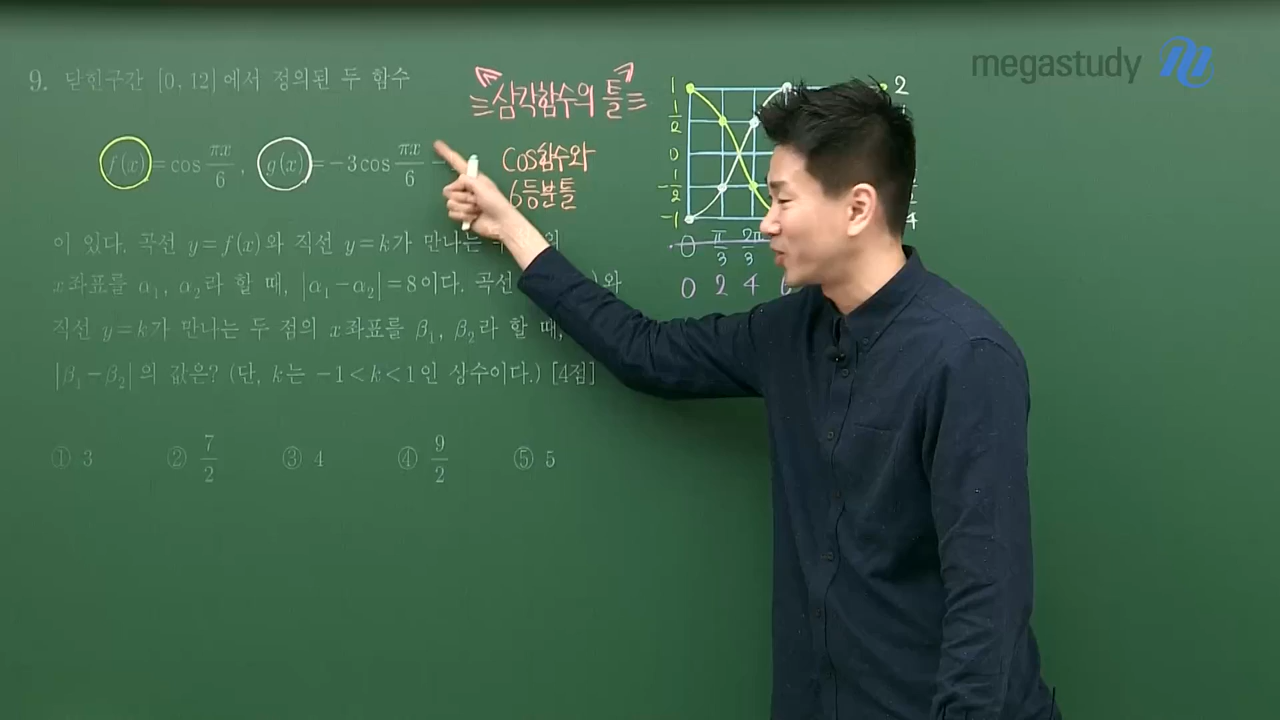 megastudy
9. 닫힌구간 [0, 12]에서 정의된 두 함수
f(x) = cos πx/6 , g(x) = −3cos πx/6 −
이 있다. 곡선 y=f(x)와 직선 y=k가 만나는 두
x좌표를 α₁, α₂라 할 때, |α₁−α₂|=8이다. 곡선 와
직선 y=k가 만나는 두 점의 x좌표를 β₁, β₂라 할 때,
|β₁−β₂|의 값은? (단, k는 −1<k<1인 상수이다.) [4점]
① 3 ② 7/2 ③ 4 ④ 9/2 ⑤ 5
삼각함수의 틀
cos함수와
6등분틀
1 2
1/2
0
−1/2
−1 4
0 π/3 2π/3
0 2 4